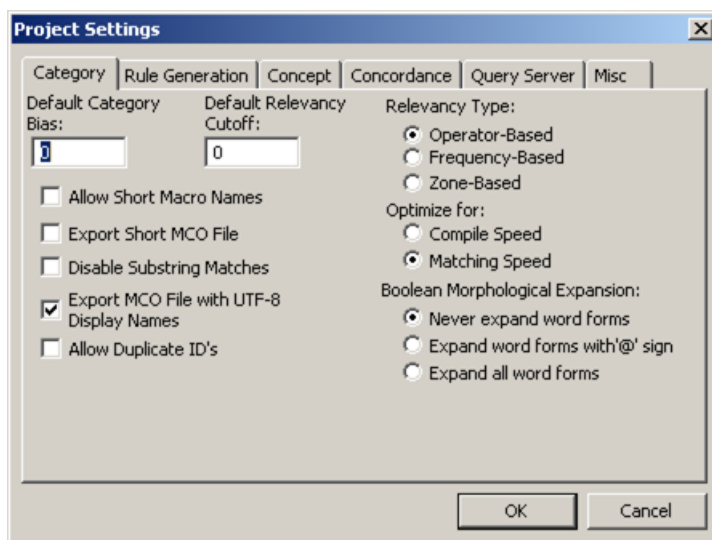 Project Settings
Category Rule Generation Concept Concordance Query Server Misc
Default Category
Bias:
0
Default Relevancy
Cutoff:
0
Allow Short Macro Names
Export Short MCO File
Disable Substring Matches
Export MCO File with UTF-8
Display Names
Allow Duplicate ID's
Relevancy Type:
Operator-Based
Frequency-Based
Zone-Based
Optimize for:
Compile Speed
Matching Speed
Boolean Morphological Expansion:
Never expand word forms
Expand word forms with'@' sign
Expand all word forms
OK Cancel